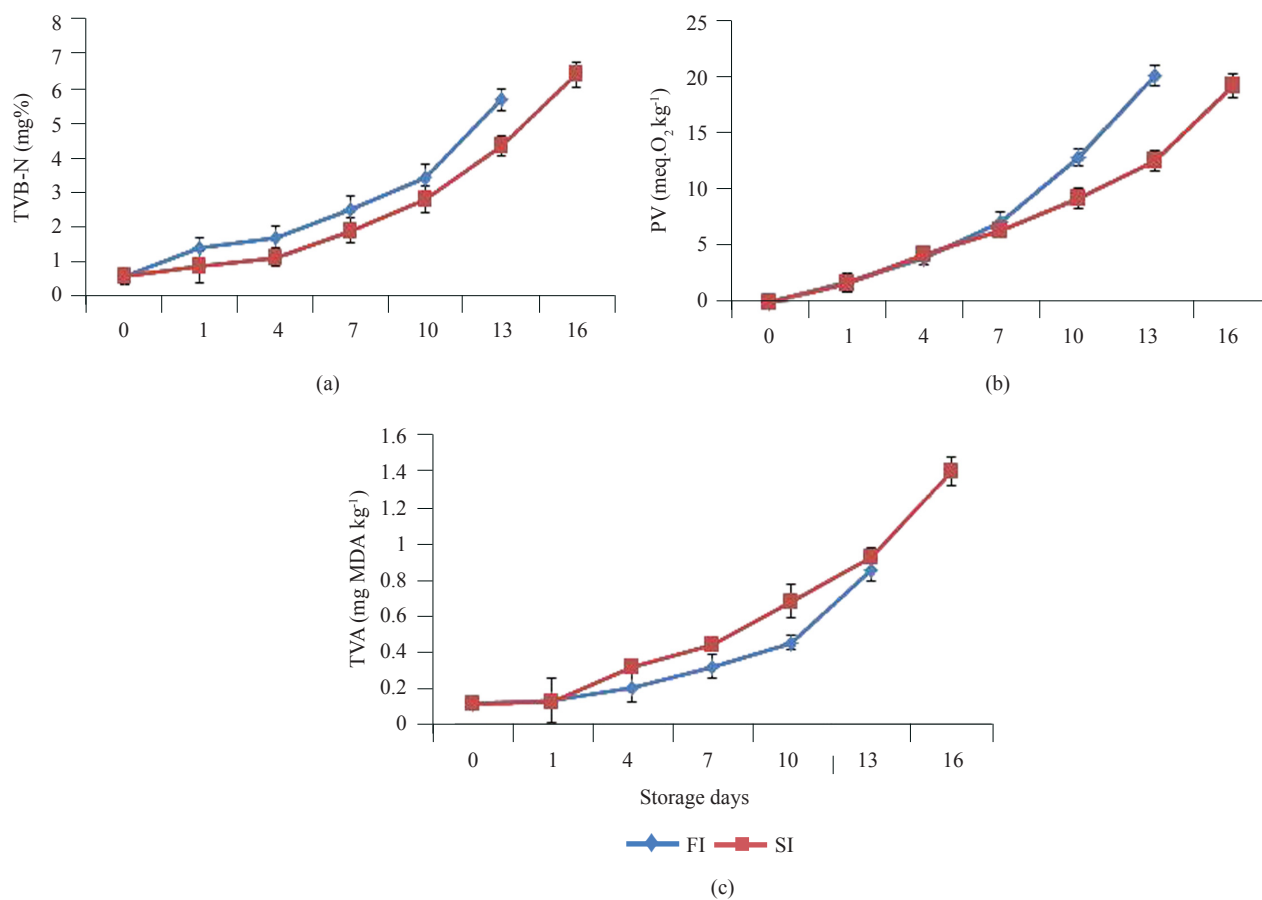 8
7
6
5
4
3
2
1
0
TVB-N (mg%)
0 1 4 7 10 13 16
(a)
25
20
15
10
5
0
PV (meq.O₂ kg⁻¹)
0 1 4 7 10 13 16
(b)
1.6
1.4
1.2
1
0.8
0.6
0.4
0.2
0
TVA (mg MDA kg⁻¹)
0 1 4 7 10 13 16
Storage days
FI SI
(c)